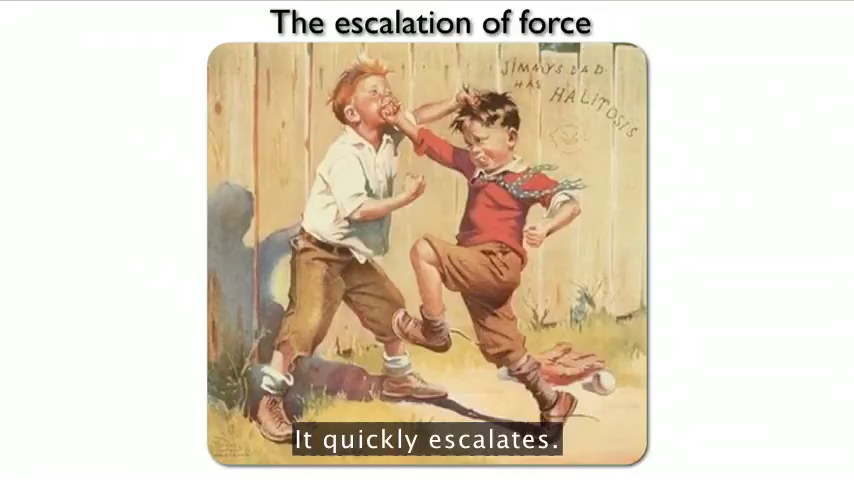 The escalation of force
JIMMYS DAD
HAS HALITOSIS
It quickly escalates.